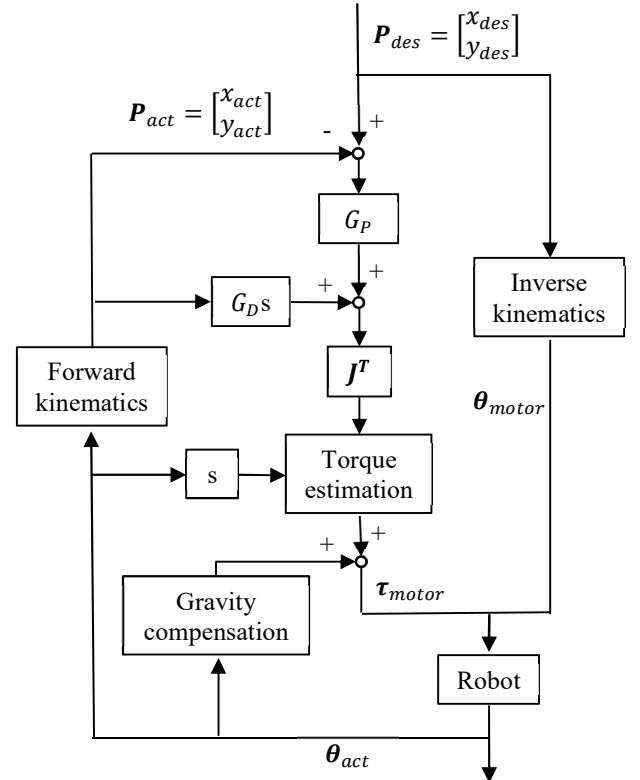 P_des = [x_des
y_des]
P_act = [x_act
y_act]
- +
G_P
+ +
G_D s
Inverse
kinematics
J^T
Forward
kinematics
θ_motor
s
Torque
estimation
+ +
τ_motor
Gravity
compensation
Robot
θ_act